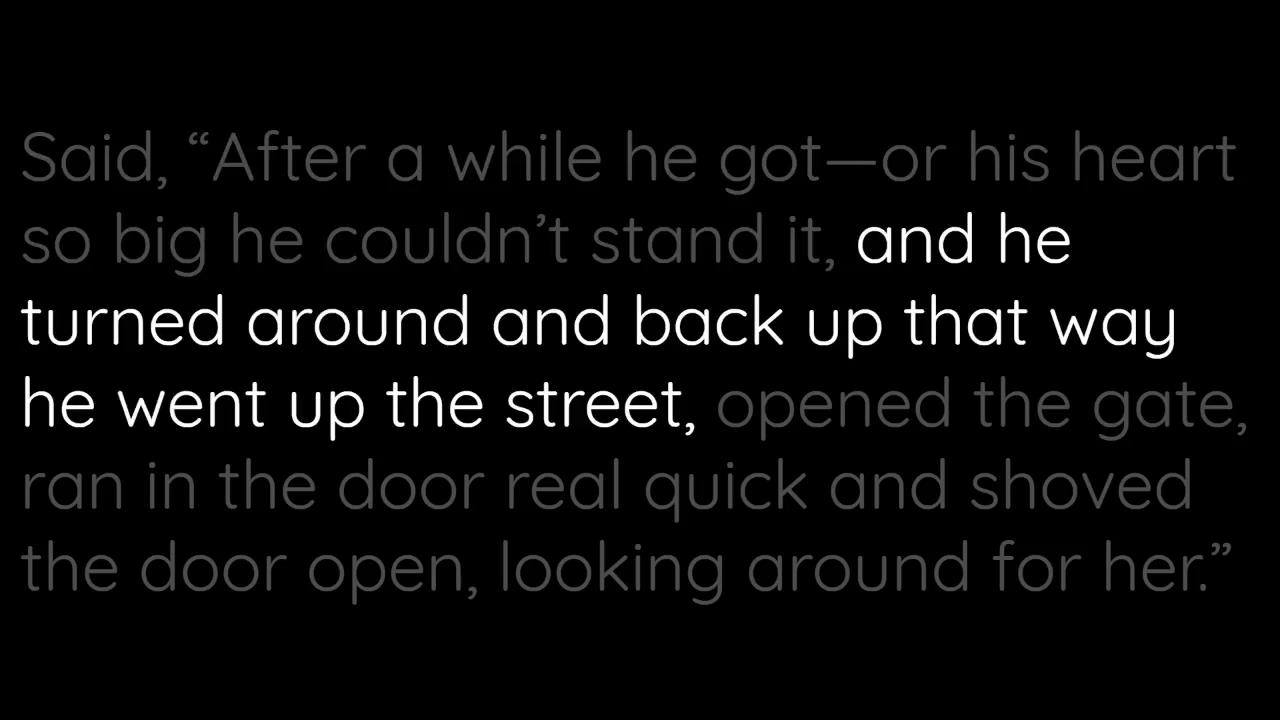 Said, “After a while he got—or his heart
so big he couldn’t stand it, and he
turned around and back up that way
he went up the street, opened the gate,
ran in the door real quick and shoved
the door open, looking around for her.”